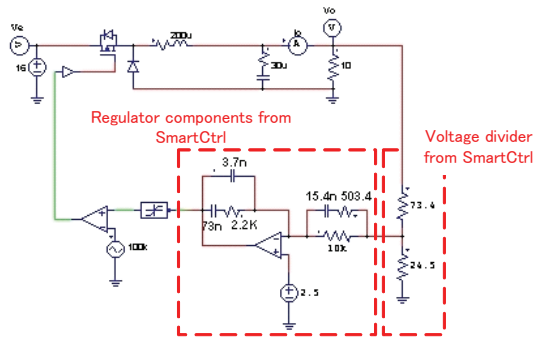 Ve
V
16
200u
Io
A
Vo
V
30u
10
Regulator components from
SmartCtrl
Voltage divider
from SmartCtrl
3.7n
73n
2.2K
15.4n 503.4
10k
73.4
24.5
100k
2.5